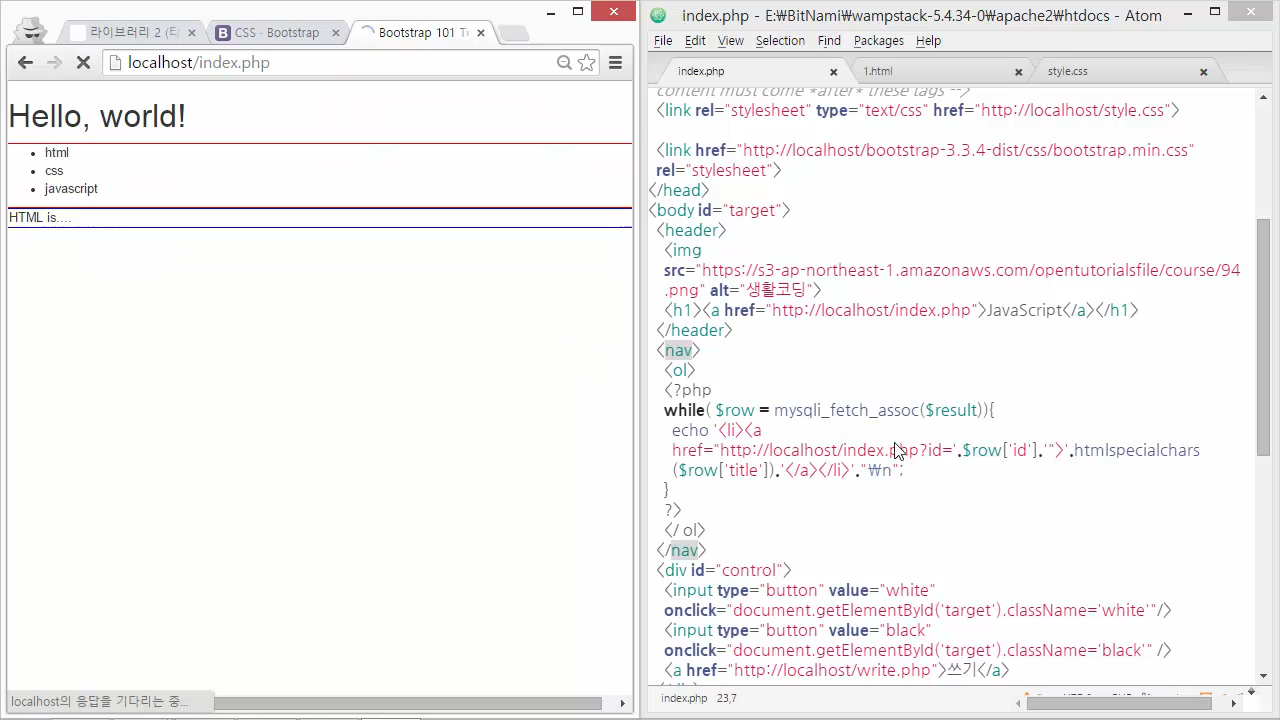 라이브러리 2 (ㅌ
CSS · Bootstrap
Bootstrap 101 T
localhost/index.php
Hello, world!
html
css
javascript
HTML is....
localhost의 응답을 기다리는 중...
index.php - E:₩BitNami₩wampstack-5.4.34-0₩apache2₩htdocs - Atom
File Edit View Selection Find Packages Help
index.php
1.html
style.css
content must come *after* these tags -->
<link rel="stylesheet" type="text/css" href="http://localhost/style.css">
<link href="http://localhost/bootstrap-3.3.4-dist/css/bootstrap.min.css"
rel="stylesheet">
</head>
<body id="target">
<header>
<img
src="https://s3-ap-northeast-1.amazonaws.com/opentutorialsfile/course/94
.png" alt="생활코딩">
<h1><a href="http://localhost/index.php">JavaScript</a></h1>
</header>
<nav>
<ol>
<?php
while( $row = mysqli_fetch_assoc($result)){
echo '<li><a
href="http://localhost/index.php?id='.$row['id'].'">'.htmlspecialchars
($row['title']).'</a></li>'."₩n";
}
?>
</ ol>
</nav>
<div id="control">
<input type="button" value="white"
onclick="document.getElementById('target').className='white'"/>
<input type="button" value="black"
onclick="document.getElementById('target').className='black'" />
<a href="http://localhost/write.php">쓰기</a>
index.php 23,7